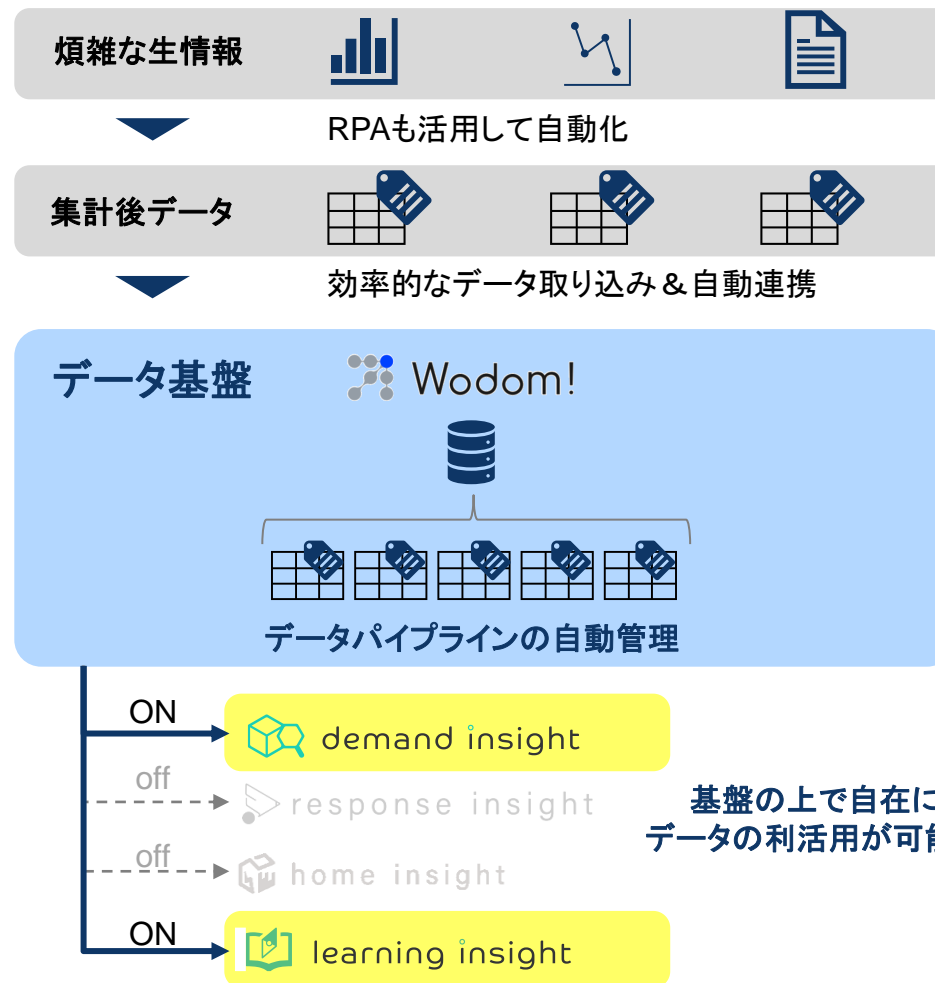 煩雑な生情報
RPAも活用して自動化
集計後データ
効率的なデータ取り込み＆自動連携
データ基盤
Wodom!
データパイプラインの自動管理
ON
demand insight
off
response insight
基盤の上で自在に
データの利活用が可能
off
home insight
ON
learning insight